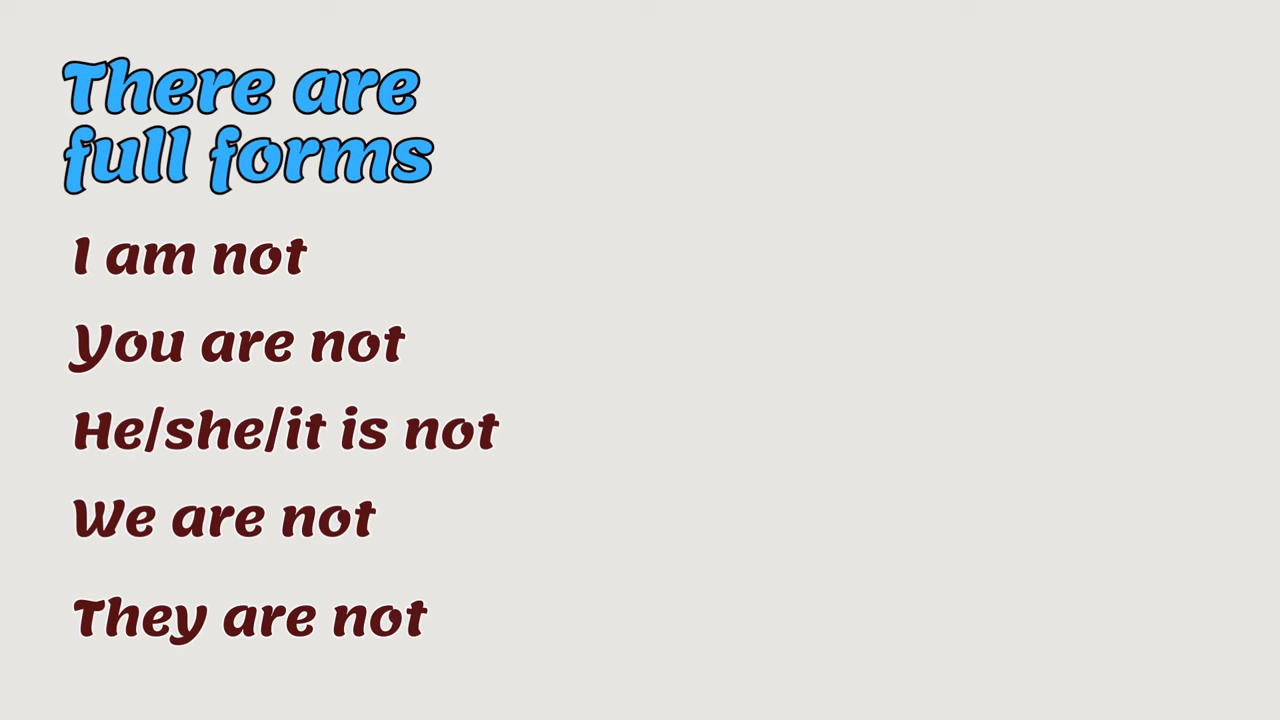 There are
full forms
I am not
You are not
He/she/it is not
We are not
They are not